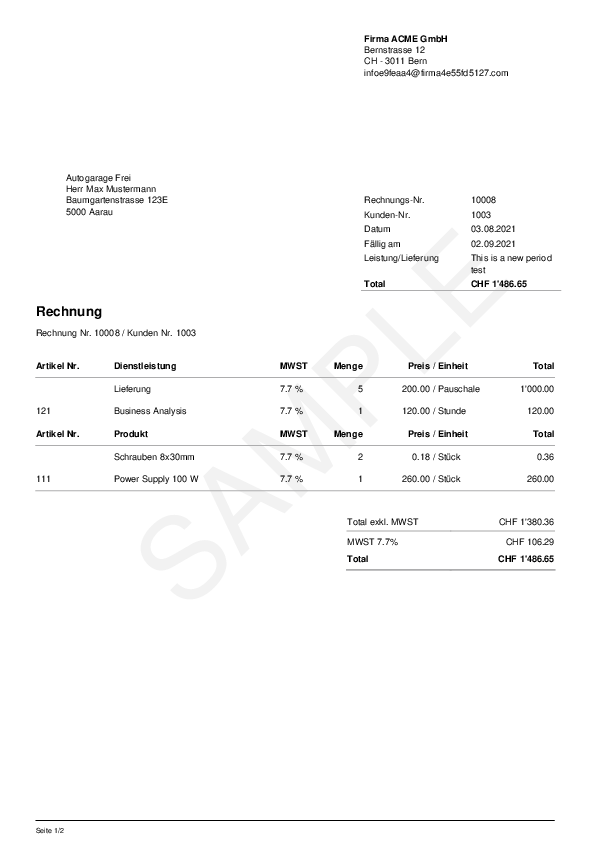 Firma ACME GmbH
Bernstrasse 12
CH - 3011 Bern
infoe9feaa4@firma4e55fd5127.com
Autogarage Frei
Herr Max Mustermann
Baumgartenstrasse 123E
5000 Aarau
Rechnungs-Nr. 10008
Kunden-Nr. 1003
Datum 03.08.2021
Fällig am 02.09.2021
Leistung/Lieferung This is a new period
test
Total CHF 1'486.65
Rechnung
Rechnung Nr. 10008 / Kunden Nr. 1003
Artikel Nr. Dienstleistung MWST Menge Preis / Einheit Total
Lieferung 7.7 % 5 200.00 / Pauschale 1'000.00
121 Business Analysis 7.7 % 1 120.00 / Stunde 120.00
Artikel Nr. Produkt MWST Menge Preis / Einheit Total
Schrauben 8x30mm 7.7 % 2 0.18 / Stück 0.36
111 Power Supply 100 W 7.7 % 1 260.00 / Stück 260.00
Total exkl. MWST CHF 1'380.36
MWST 7.7% CHF 106.29
Total CHF 1'486.65
SAMPLE
Seite 1/2